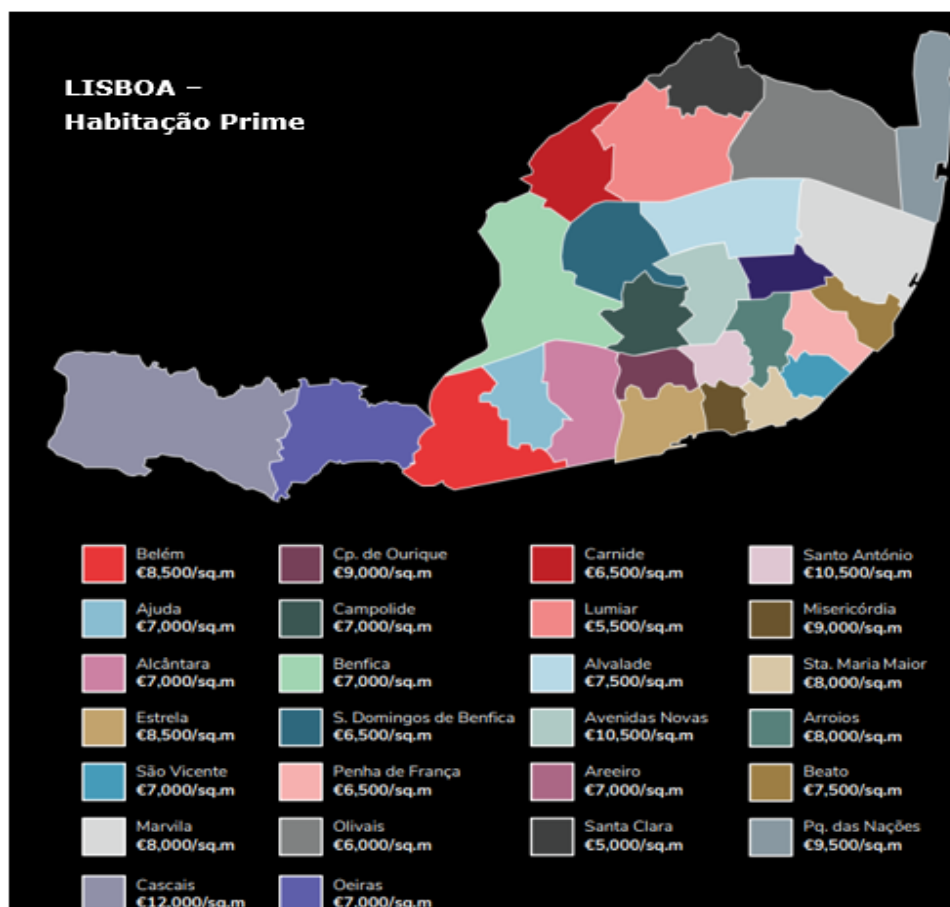 LISBOA –
Habitação Prime
Belém
€8,500/sq.m
Cp. de Ourique
€9,000/sq.m
Carnide
€6,500/sq.m
Santo António
€10,500/sq.m
Ajuda
€7,000/sq.m
Campolide
€7,000/sq.m
Lumiar
€5,500/sq.m
Misericórdia
€9,000/sq.m
Alcântara
€7,000/sq.m
Benfica
€7,000/sq.m
Alvalade
€7,500/sq.m
Sta. Maria Maior
€8,000/sq.m
Estrela
€8,500/sq.m
S. Domingos de Benfica
€6,500/sq.m
Avenidas Novas
€10,500/sq.m
Arroios
€8,000/sq.m
São Vicente
€7,000/sq.m
Penha de França
€6,500/sq.m
Areeiro
€7,000/sq.m
Beato
€7,500/sq.m
Marvila
€8,000/sq.m
Olivais
€6,000/sq.m
Santa Clara
€5,000/sq.m
Pq. das Nações
€9,500/sq.m
Cascais
€12,000/sq.m
Oeiras
€7,000/sq.m